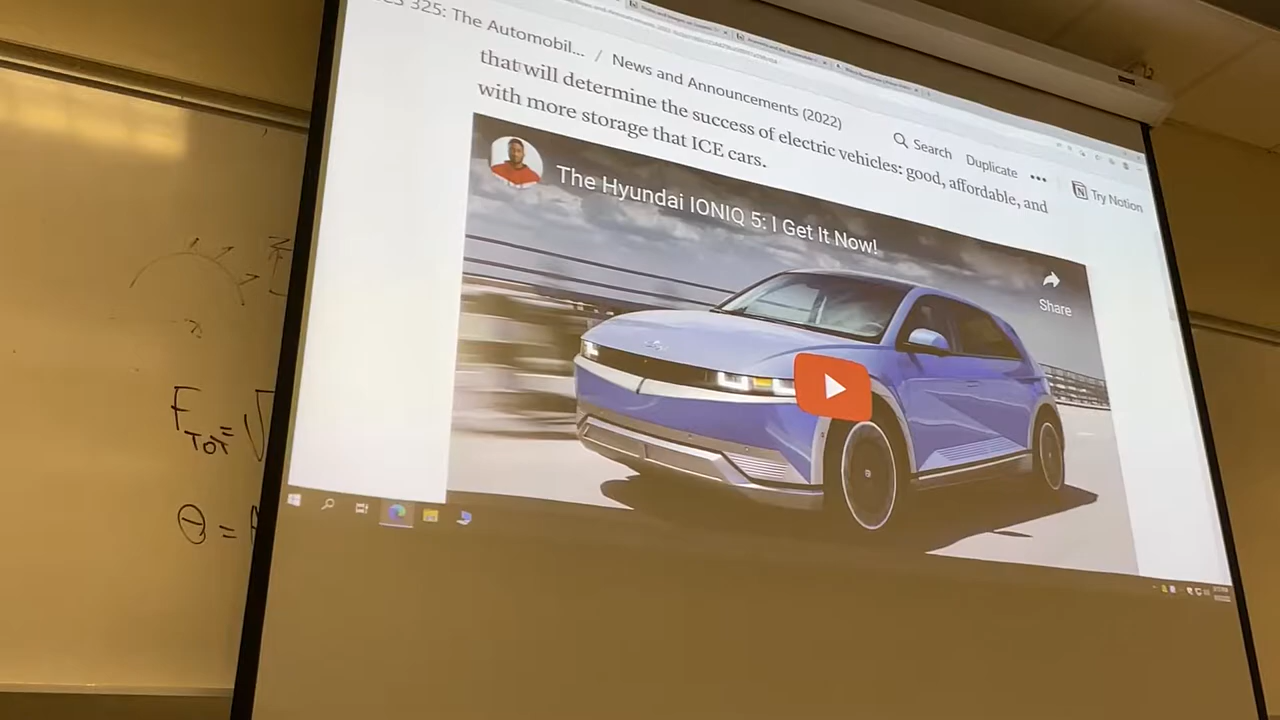 325: The Automobil... / News and Announcements (2022)
Search
Duplicate
Try Notion
that will determine the success of electric vehicles: good, affordable, and
with more storage that ICE cars.
The Hyundai IONIQ 5: I Get It Now!
Share
F TOT =
θ =